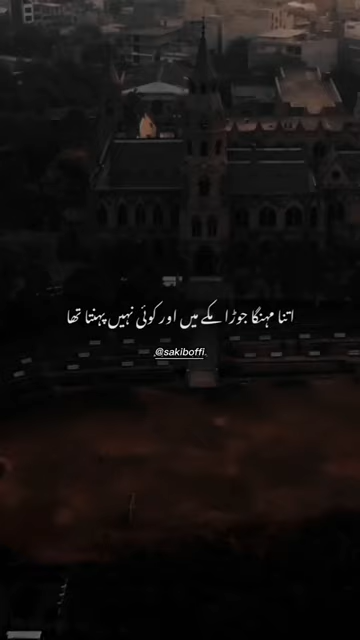 اتنا مہنگا جوڑا مکے میں اور کوئی نہیں پہنتا تھا
@sakiboffi